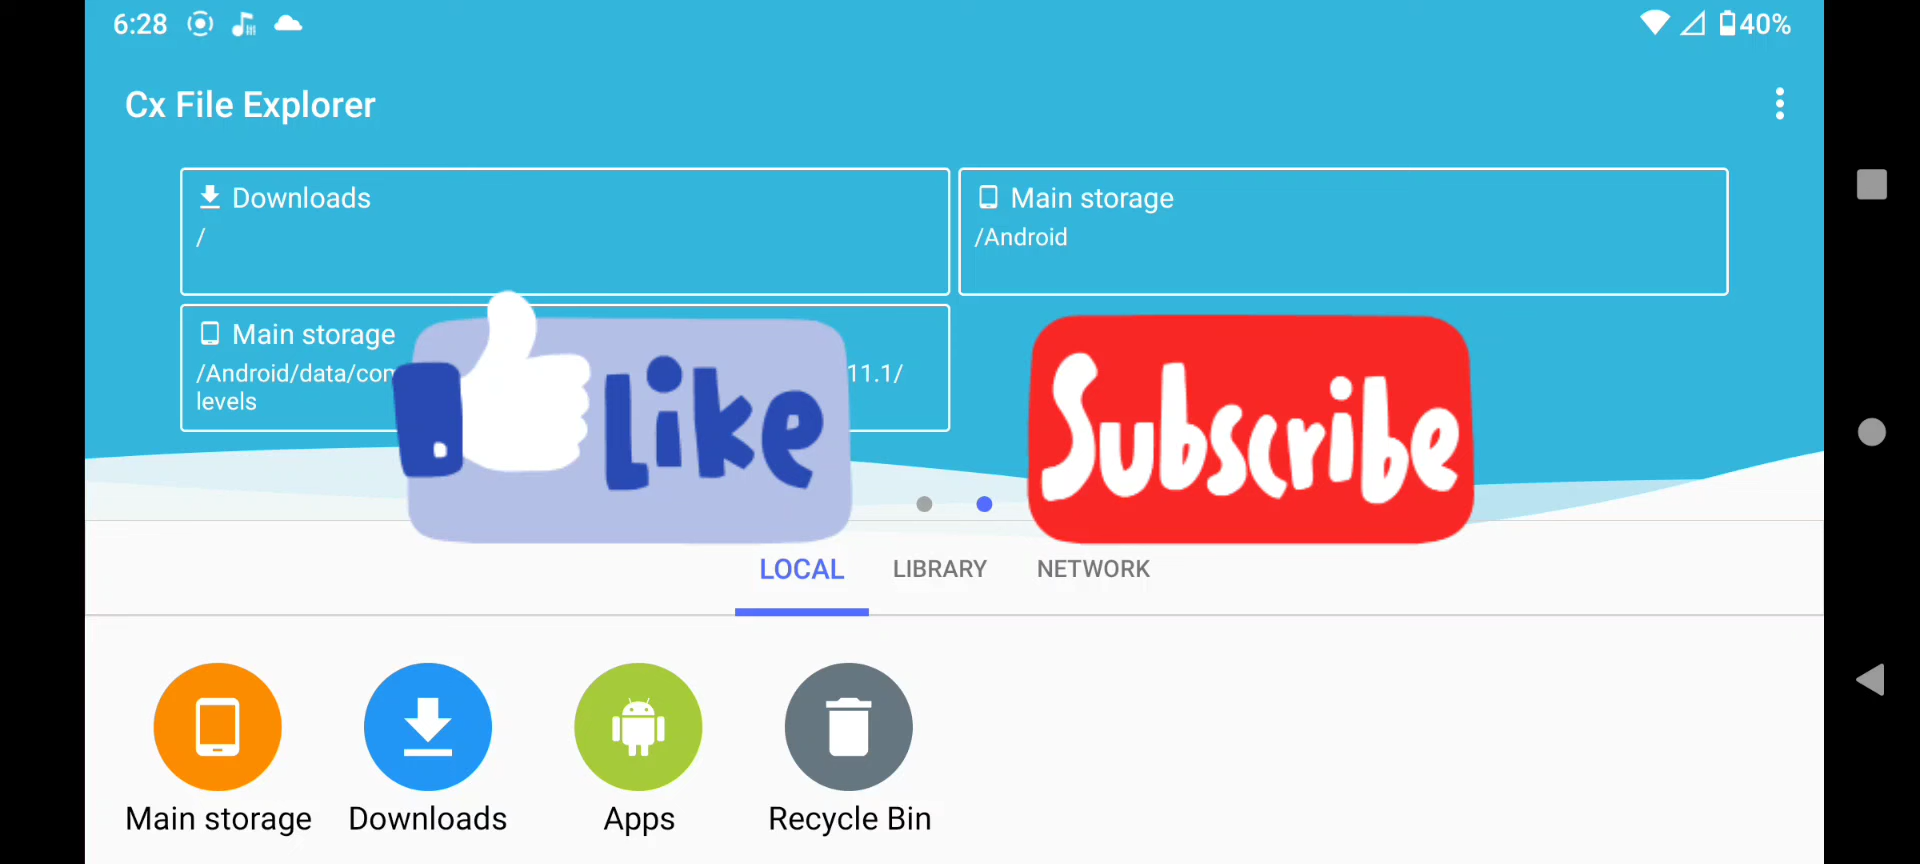 6:28
40%
Cx File Explorer
Downloads
/
Main storage
/Android
Main storage
/Android/data/con
11.1/
levels
Like
Subscribe
LOCAL
LIBRARY
NETWORK
Main storage
Downloads
Apps
Recycle Bin